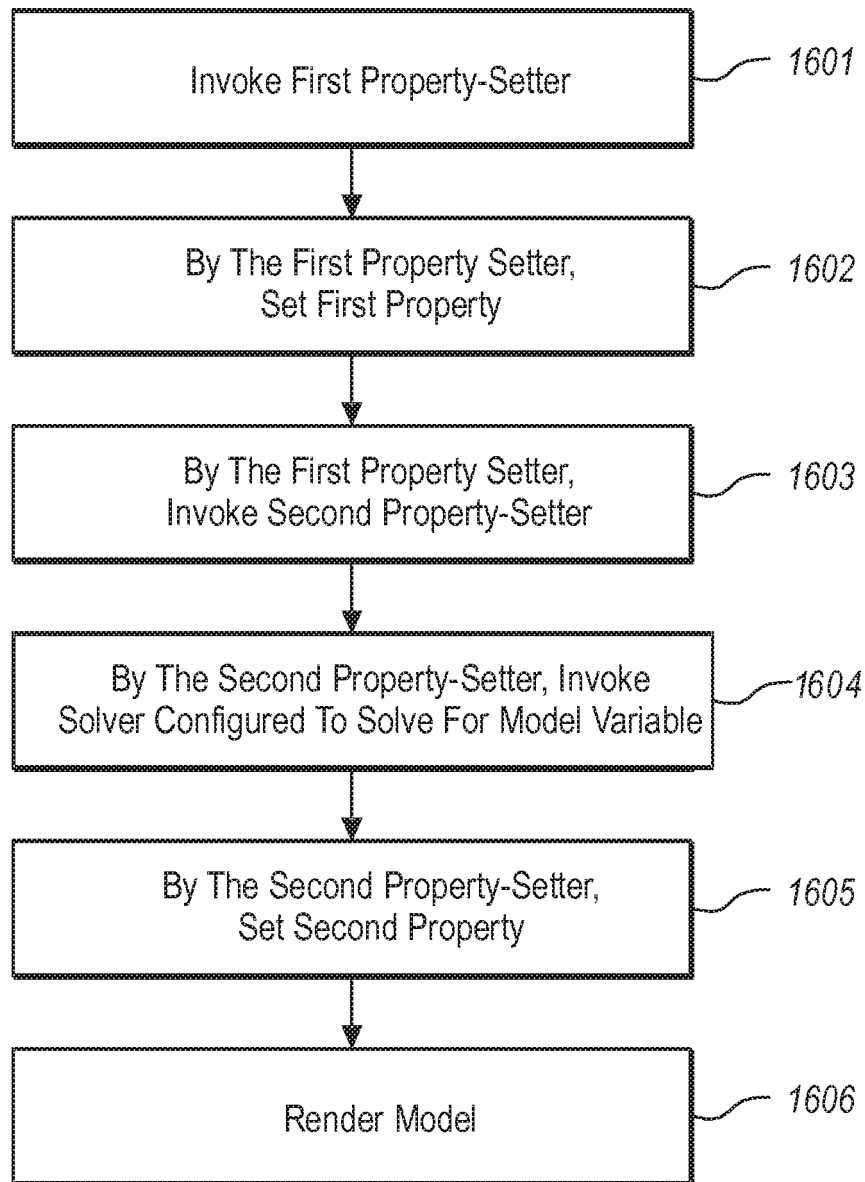 Invoke First Property-Setter
1601
By The First Property Setter,
Set First Property
1602
By The First Property Setter,
Invoke Second Property-Setter
1603
By The Second Property-Setter, Invoke
Solver Configured To Solve For Model Variable
1604
By The Second Property-Setter,
Set Second Property
1605
Render Model
1606